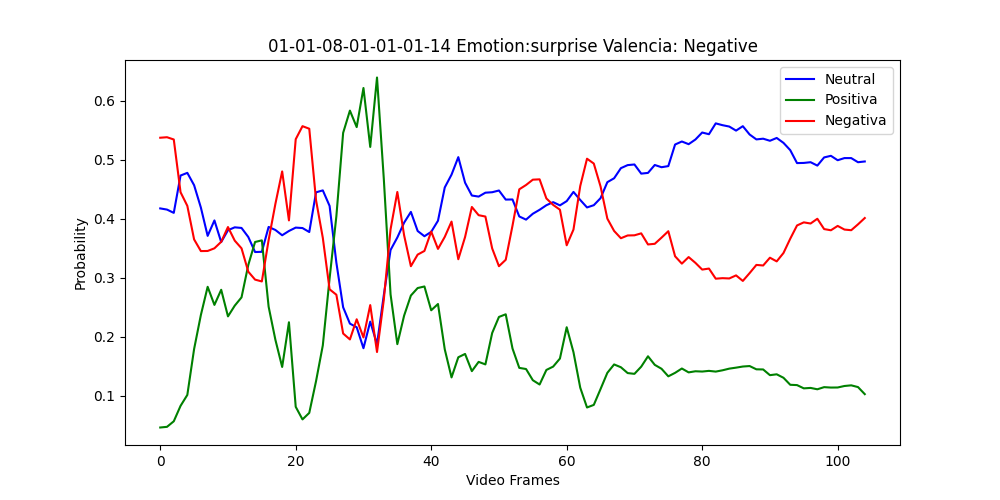 01-01-08-01-01-01-14 Emotion:surprise Valencia: Negative
Neutral
Positiva
Negativa
Probability
0.6
0.5
0.4
0.3
0.2
0.1
0 20 40 60 80 100
Video Frames